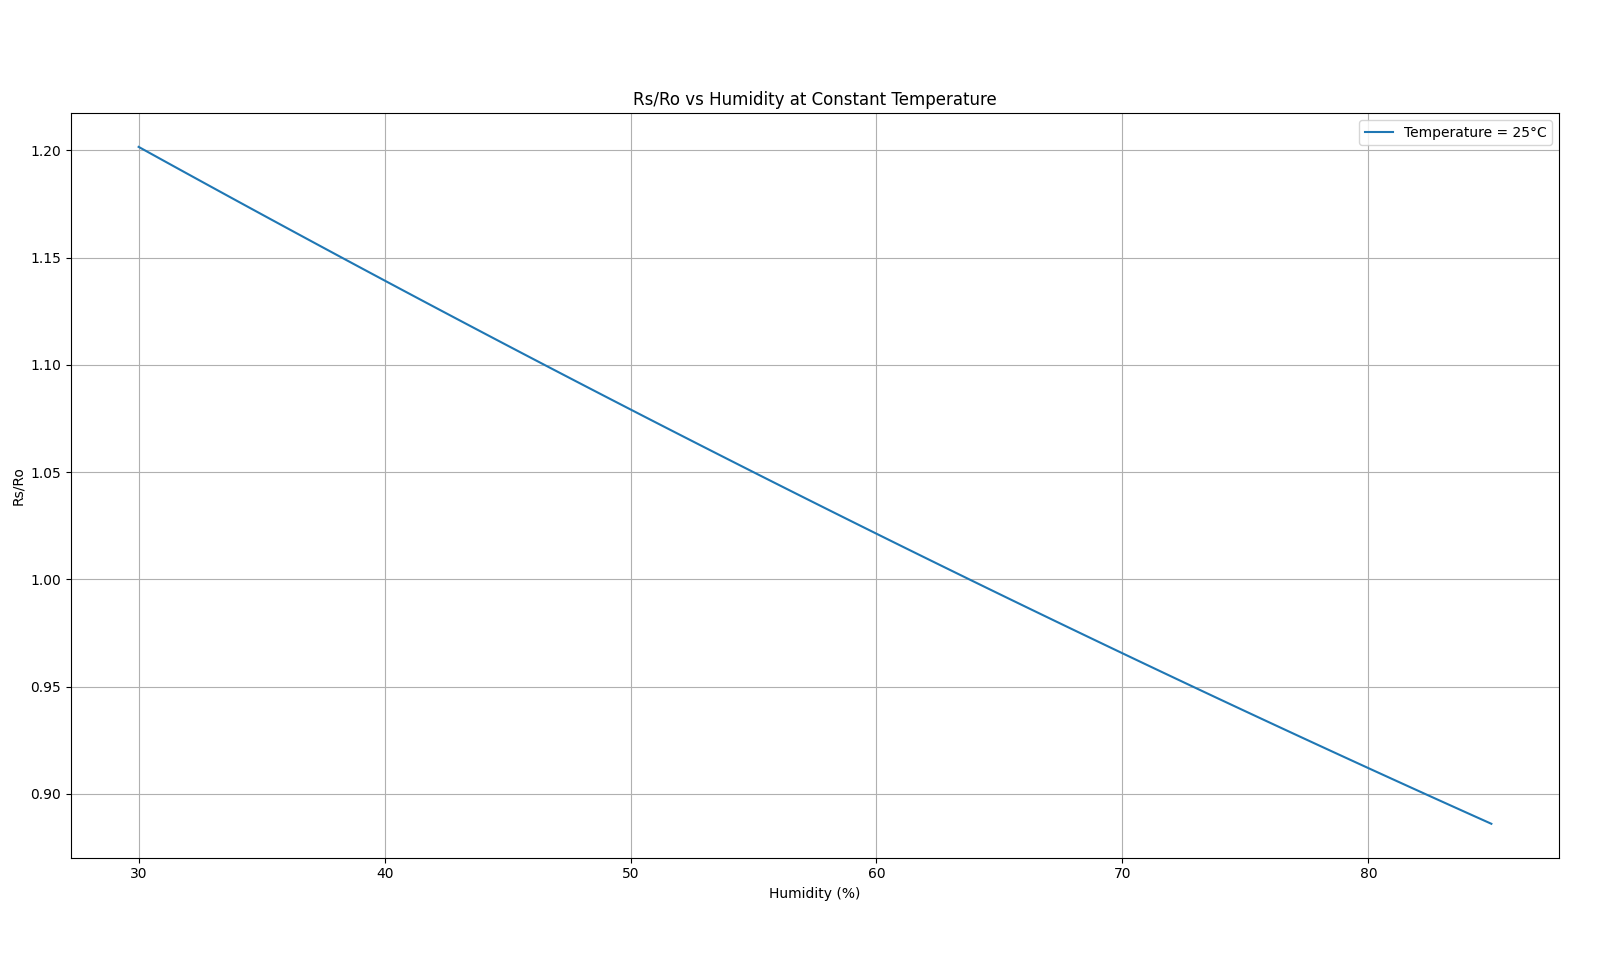 Rs/Ro vs Humidity at Constant Temperature
Temperature = 25°C
1.20
1.15
1.10
1.05
1.00
0.95
0.90
Rs/Ro
30 40 50 60 70 80
Humidity (%)